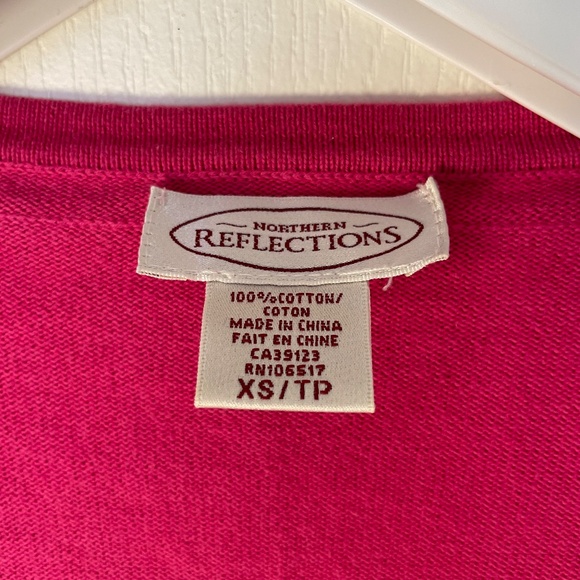 NORTHERN
REFLECTIONS
100%COTTON/
COTON
MADE IN CHINA
FAIT EN CHINE
CA39123
RN106517
XS/TP